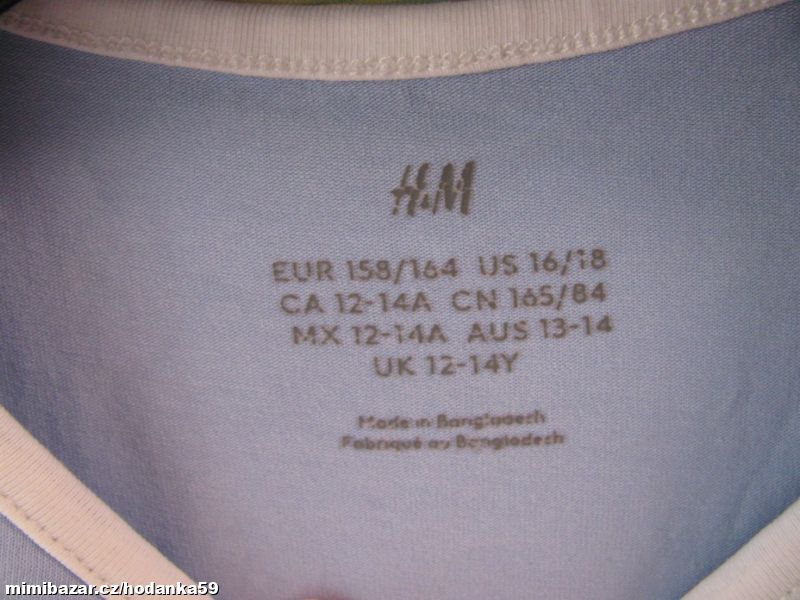 H&M
EUR 158/164 US 16/18
CA 12-14A CN 165/84
MX 12-14A AUS 13-14
UK 12-14Y
Made in Bangladesh
Fabriqué au Bangladesh
mimibazar.cz/hodanka59